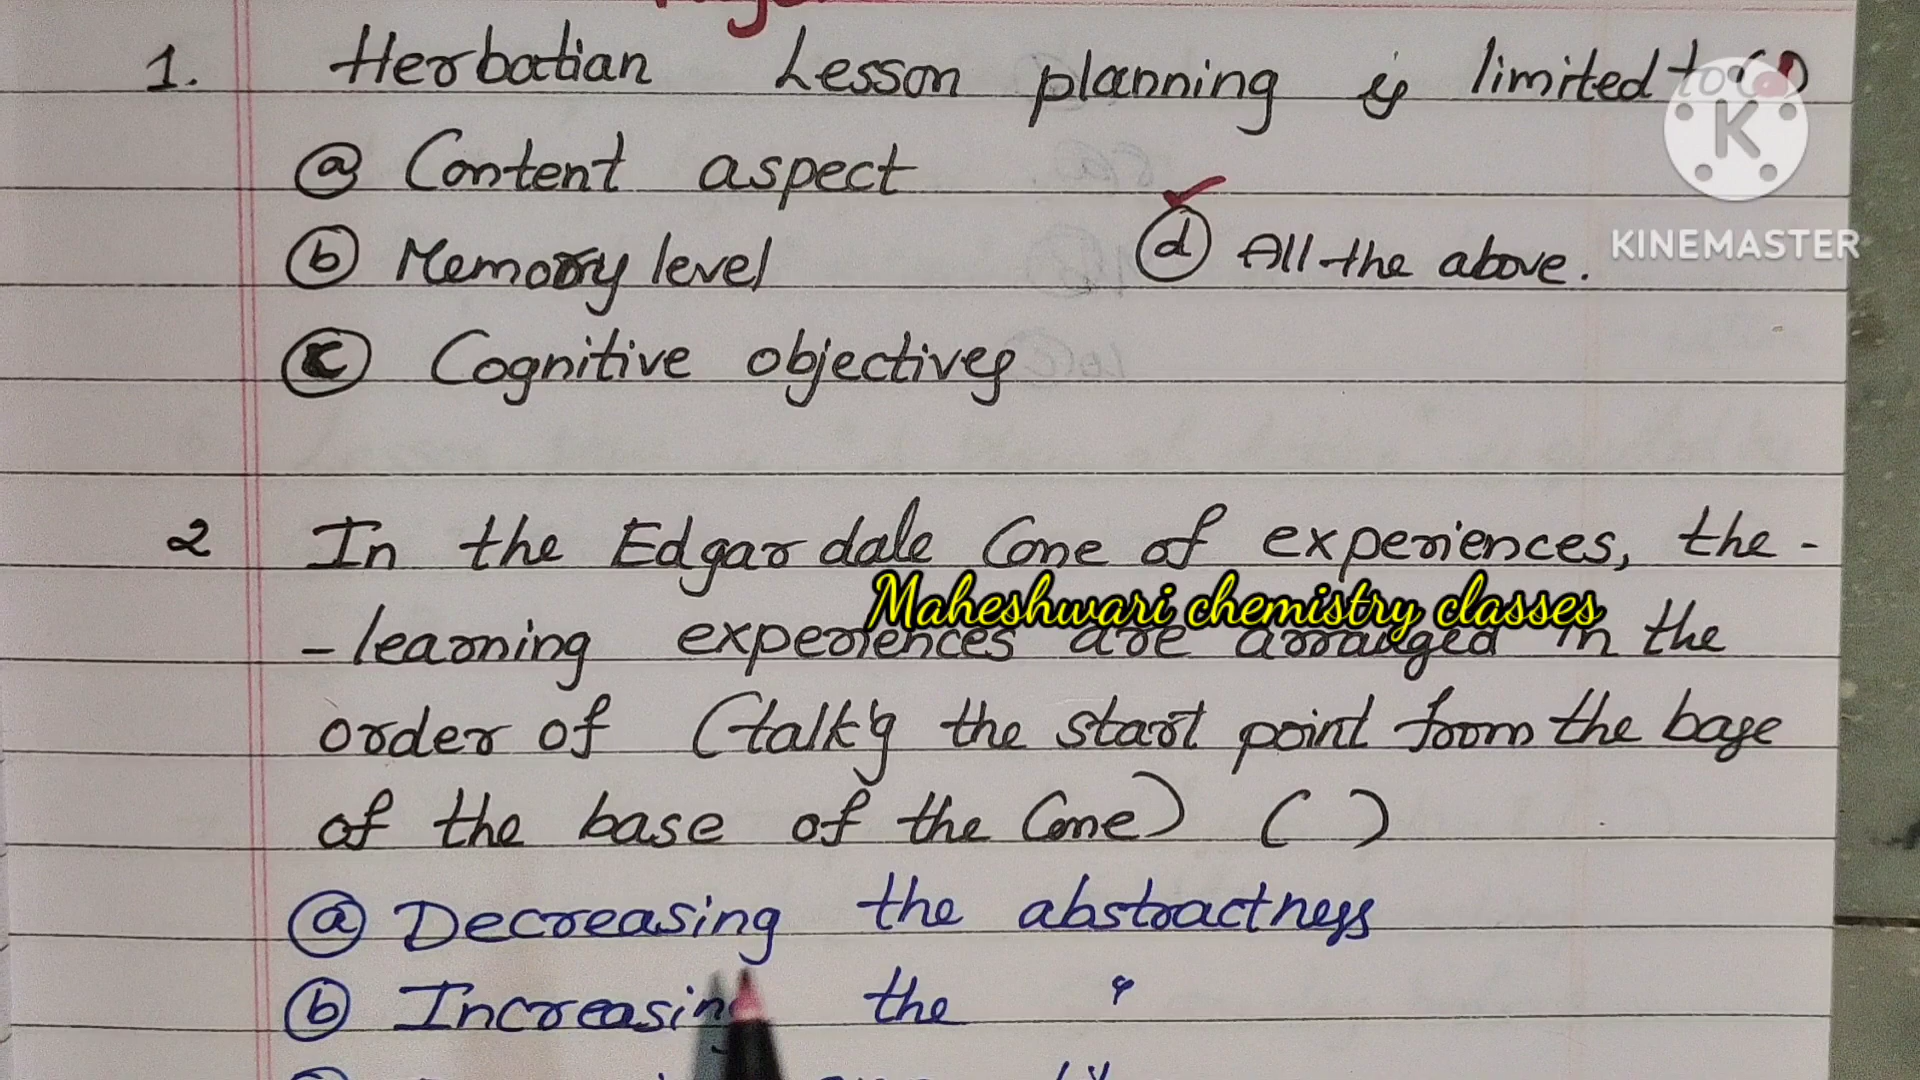 1. Herbatian Lesson planning is limited to ( )
ⓐ Content aspect
ⓑ Memory level
ⓓ All the above.
ⓒ Cognitive objectives
KINEMASTER
2 In the Edgar dale Cone of experiences, the -
- learning experiences are arranged in the
Maheshwari chemistry classes
order of (talk'g the start point from the base
of the base of the Cone) ( )
ⓐ Decreasing the abstractness
ⓑ Increasing the "